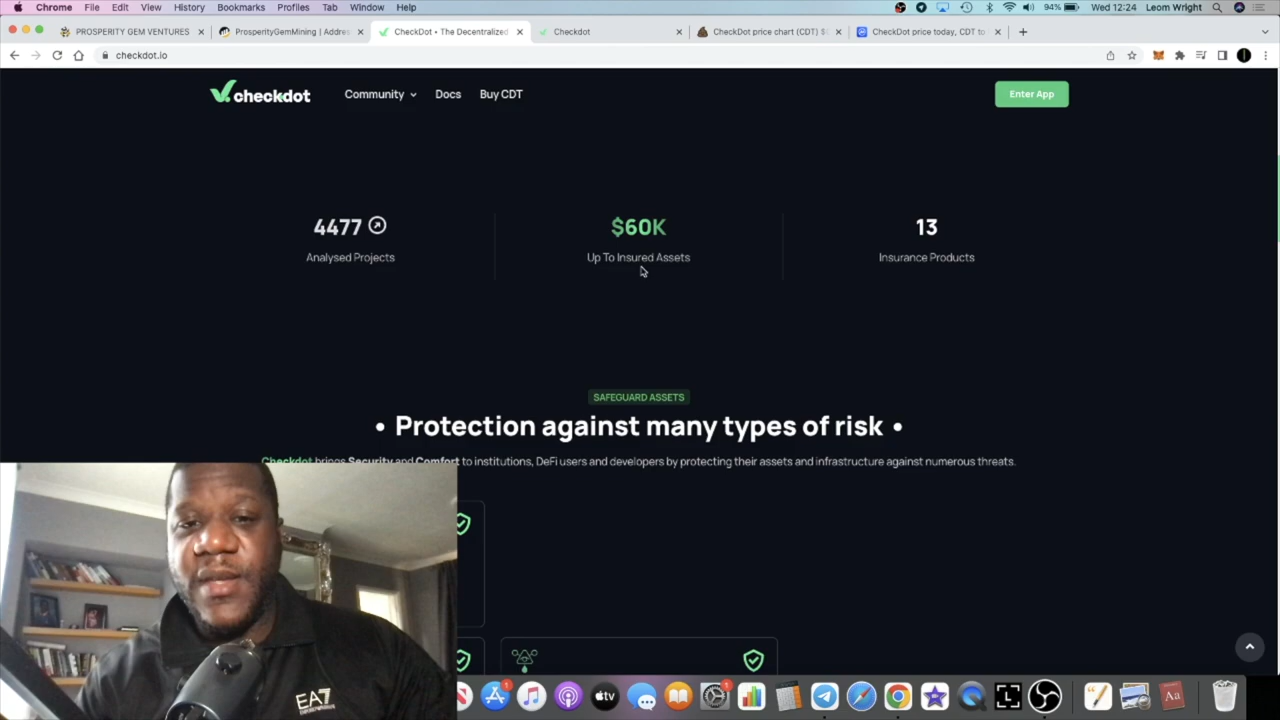 Chrome File Edit View History Bookmarks Profiles Tab Window Help 94% Wed 12:24 Leom Wright
PROSPERITY GEM VENTURES ProsperityGemMining | Addre CheckDot • The Decentralized Checkdot CheckDot price chart (CDT) $ CheckDot price today, CDT to
checkdot.io
checkdot Community Docs Buy CDT Enter App
4477 $60K 13
Analysed Projects Up To Insured Assets Insurance Products
SAFEGUARD ASSETS
• Protection against many types of risk •
Checkdot brings Security and Comfort to institutions, DeFi users and developers by protecting their assets and infrastructure against numerous threats.
EA7
tv
Aa